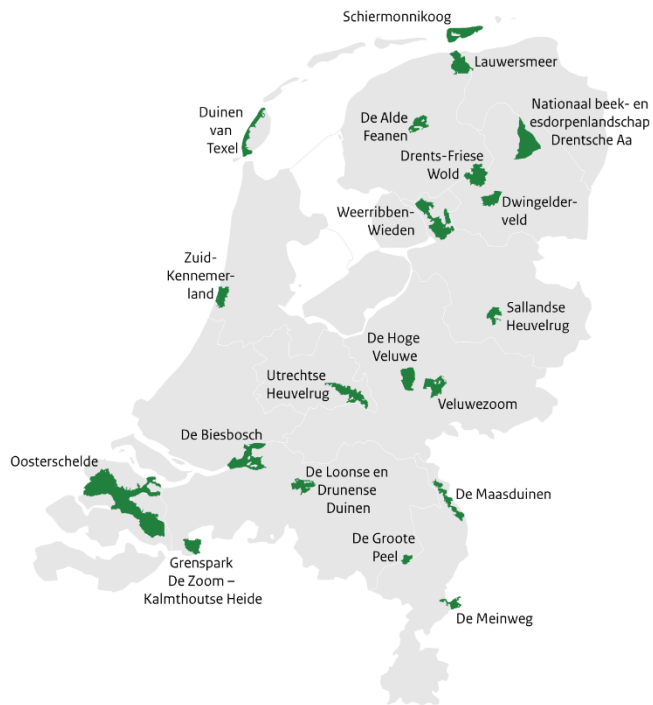 Schiermonnikoog
Lauwersmeer
Duinen
van
Texel
De Alde
Feanen
Nationaal beek- en
esdorpenlandschap
Drentsche Aa
Drents-Friese
Wold
Weerribben-
Wieden
Dwingelder-
veld
Zuid-
Kennemer-
land
Sallandse
Heuvelrug
De Hoge
Veluwe
Utrechtse
Heuvelrug
Veluwezoom
De Biesbosch
Oosterschelde
De Loonse en
Drunense
Duinen
De Maasduinen
De Groote
Peel
Grenspark
De Zoom –
Kalmthoutse Heide
De Meinweg